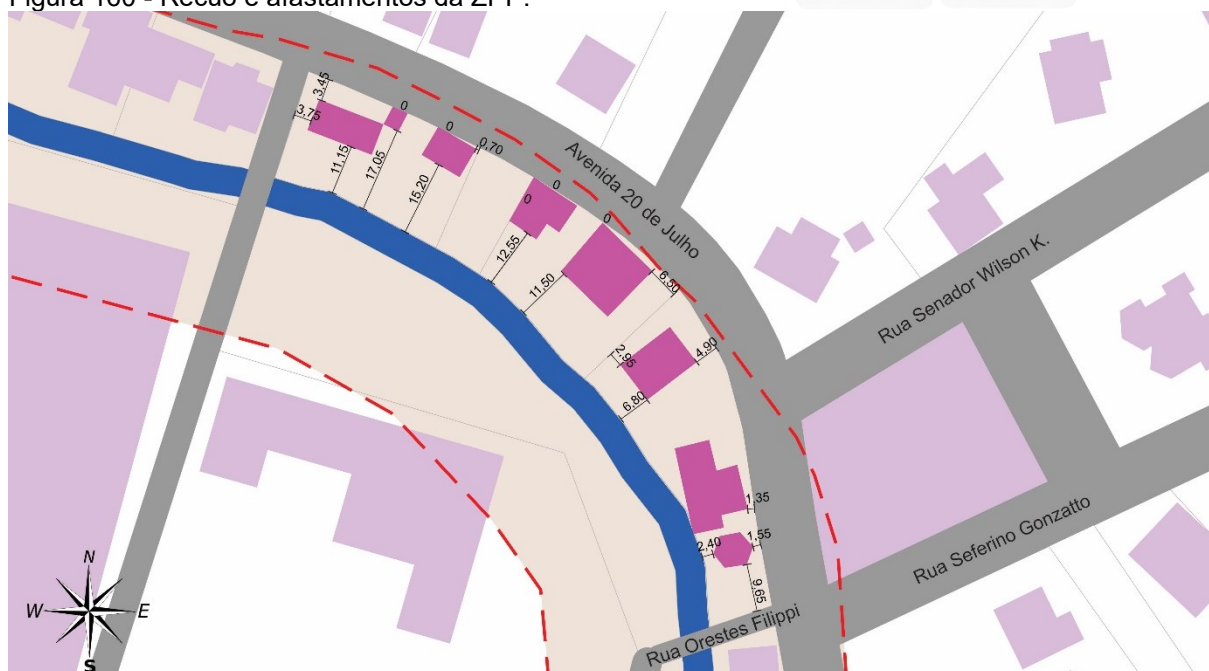 Figura 100 - Recuo e afastamentos da ZPP.
3,45
3,75
0
11,15
17,05
0
0,70
15,20
0
0
12,55
0
11,50
6,50
Avenida 20 de Julho
2,95
4,90
6,80
Rua Senador Wilson K.
1,35
1,55
2,40
9,65
Rua Seferino Gonzatto
Rua Orestes Filippi
N
W
E
S